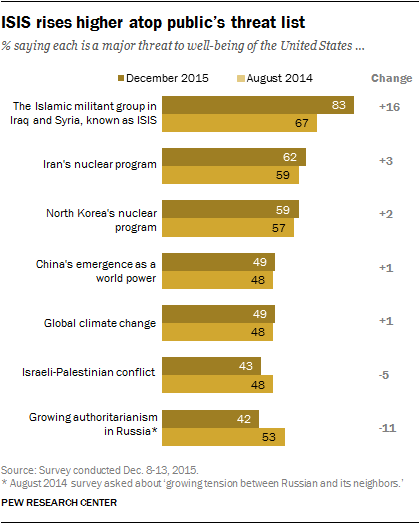 ISIS rises higher atop public's threat list
% saying each is a major threat to well-being of the United States ...
December 2015 August 2014 Change
The Islamic militant group in
Iraq and Syria, known as ISIS
83
67
+16
Iran's nuclear program
62
59
+3
North Korea's nuclear
program
59
57
+2
China's emergence as a
world power
49
48
+1
Global climate change
49
48
+1
Israeli-Palestinian conflict
43
48
-5
Growing authoritarianism
in Russia*
42
53
-11
Source: Survey conducted Dec. 8-13, 2015.
* August 2014 survey asked about 'growing tension between Russian and its neighbors.'
PEW RESEARCH CENTER